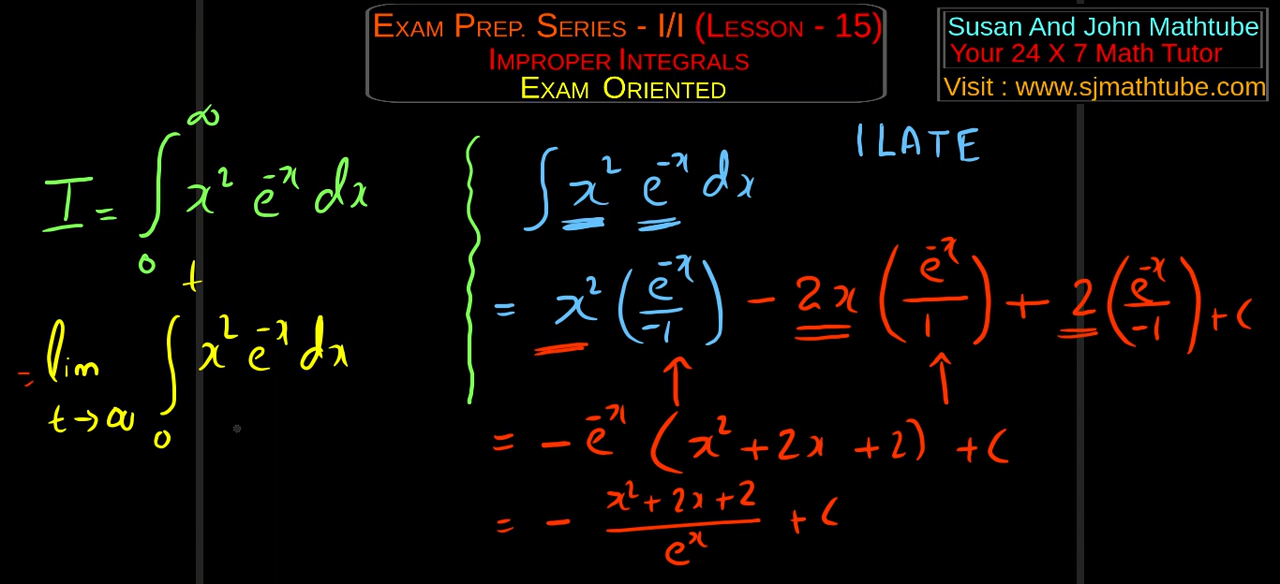 EXAM PREP. SERIES - I/I (LESSON - 15)
IMPROPER INTEGRALS
EXAM ORIENTED
Susan And John Mathtube
Your 24 X 7 Math Tutor
Visit : www.sjmathtube.com
I = ∫₀^∞ x² e⁻ˣ dx
= lim t→∞ ∫₀^t x² e⁻ˣ dx
ILATE
∫ x² e⁻ˣ dx
= x² (e⁻ˣ/-1) - 2x (e⁻ˣ/1) + 2 (e⁻ˣ/-1) + C
= - e⁻ˣ (x² + 2x + 2) + C
= - (x² + 2x + 2)/eˣ + C